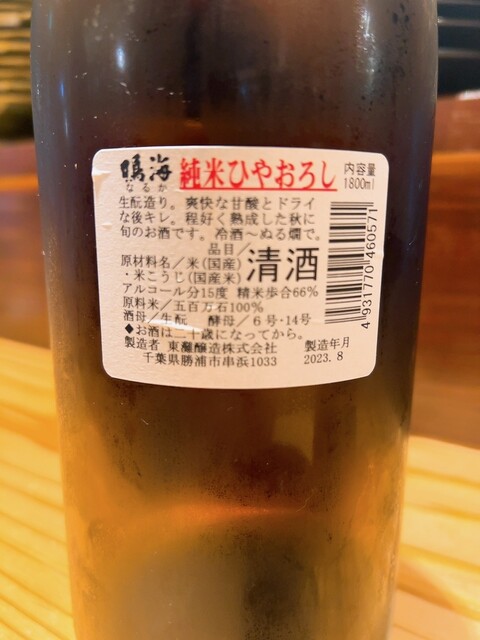 鳴海 純米ひやおろし 内容量
なるか 1800ml
生酛造り。爽快な甘酸とドライ
な後キレ。程好く熟成した秋に
旬のお酒です。冷酒～ぬる燗で。
品目／清酒
原材料名／米(国産)
・米こうじ(国産米)
アルコール分15度 精米歩合66%
原料米／五百万石100%
酒母／生酛 酵母／6号・14号
◆お酒は二十歳になってから。
製造者 東灘醸造株式会社 製造年月
千葉県勝浦市串浜1033 2023.8
4 931770 460571